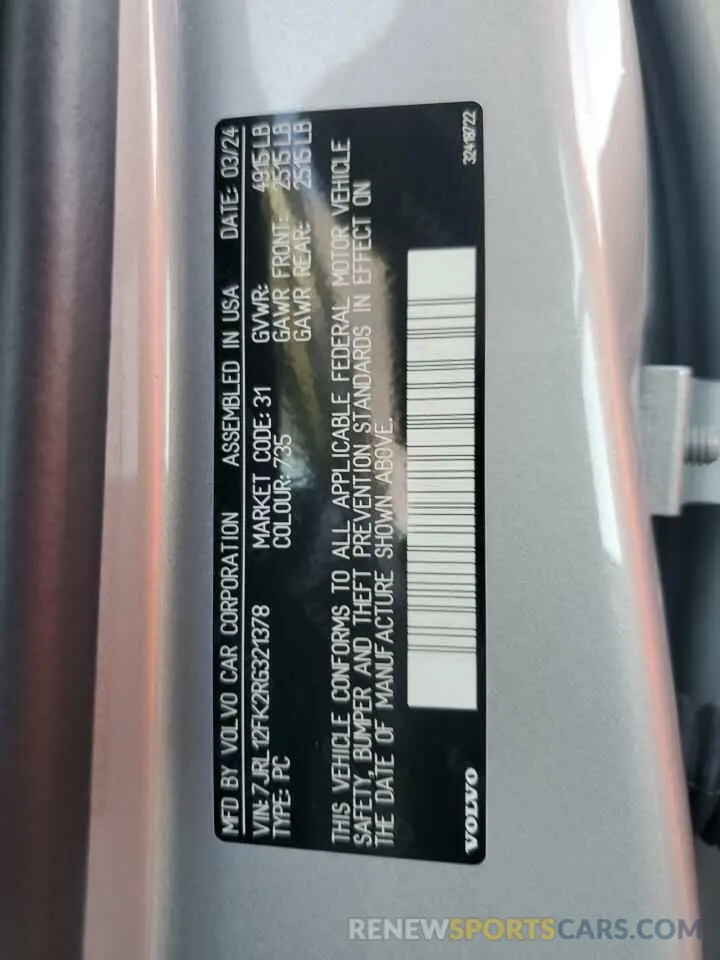 MFD BY VOLVO CAR CORPORATION ASSEMBLED IN USA DATE: 03/24
VIN: 7JRL12FK2RG321378 MARKET CODE: 31 GVWR: 4915 LB
TYPE: PC COLOUR: 735 GAWR FRONT: 2515 LB
GAWR REAR: 2515 LB
THIS VEHICLE CONFORMS TO ALL APPLICABLE FEDERAL MOTOR VEHICLE
SAFETY, BUMPER AND THEFT PREVENTION STANDARDS IN EFFECT ON
THE DATE OF MANUFACTURE SHOWN ABOVE.
VOLVO 32418722
RENEWSPORTSCARS.COM